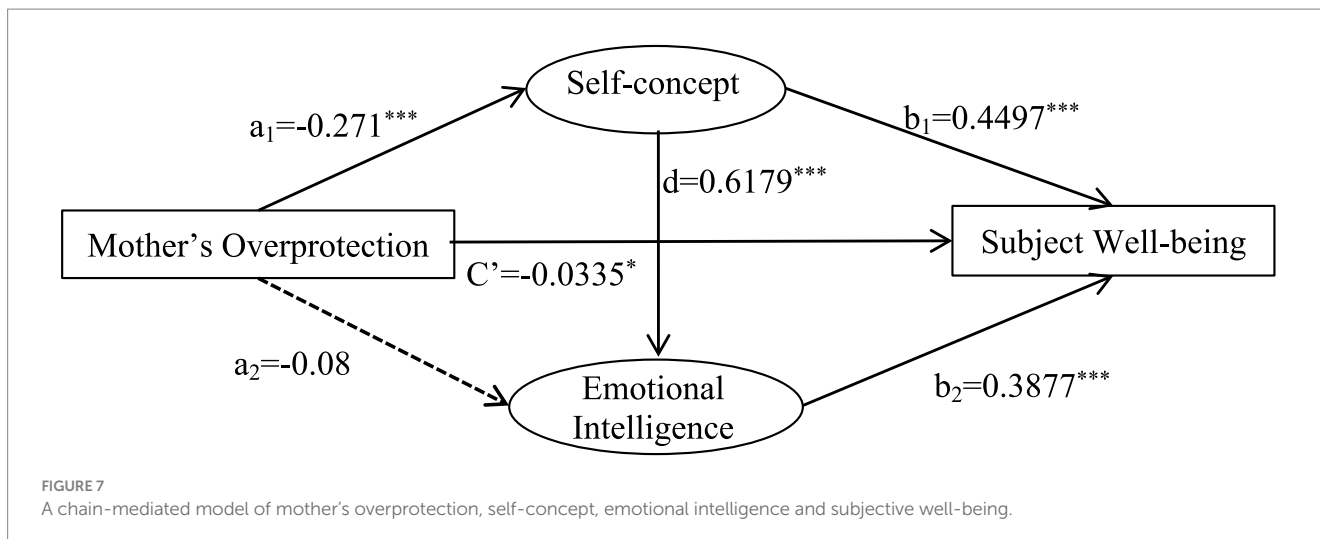 Self-concept
a₁=-0.271***
b₁=0.4497***
d=0.6179***
Mother's Overprotection
Subject Well-being
C'=-0.0335*
a₂=-0.08
Emotional
Intelligence
b₂=0.3877***
FIGURE 7
A chain-mediated model of mother's overprotection, self-concept, emotional intelligence and subjective well-being.